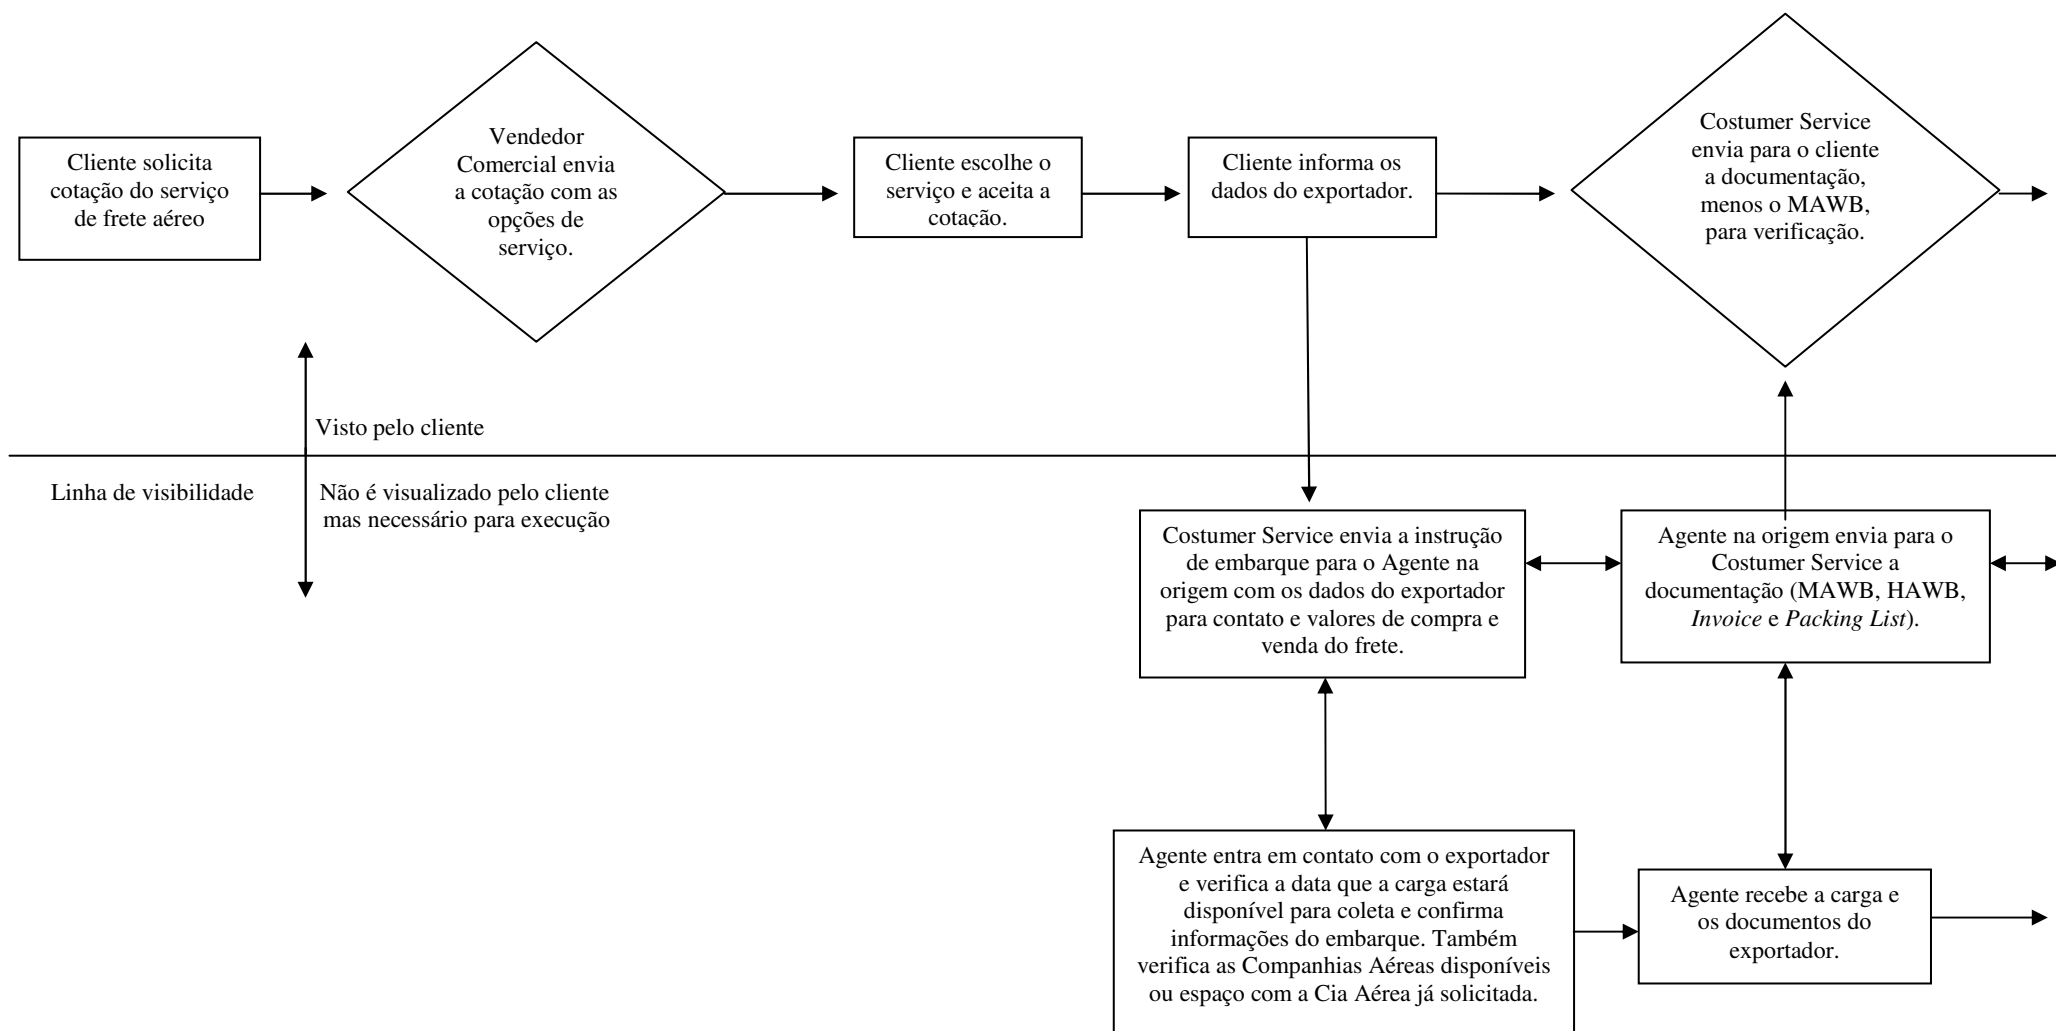 Cliente solicita
cotação do serviço
de frete aéreo
Vendedor
Comercial envia
a cotação com as
opções de
serviço.
Cliente escolhe o
serviço e aceita a
cotação.
Cliente informa os
dados do exportador.
Costumer Service
envia para o cliente
a documentação,
menos o MAWB,
para verificação.
Visto pelo cliente
Linha de visibilidade
Não é visualizado pelo cliente
mas necessário para execução
Costumer Service envia a instrução
de embarque para o Agente na
origem com os dados do exportador
para contato e valores de compra e
venda do frete.
Agente na origem envia para o
Costumer Service a
documentação (MAWB, HAWB,
Invoice e Packing List).
Agente entra em contato com o exportador
e verifica a data que a carga estará
disponível para coleta e confirma
informações do embarque. Também
verifica as Companhias Aéreas disponíveis
ou espaço com a Cia Aérea já solicitada.
Agente recebe a carga e
os documentos do
exportador.